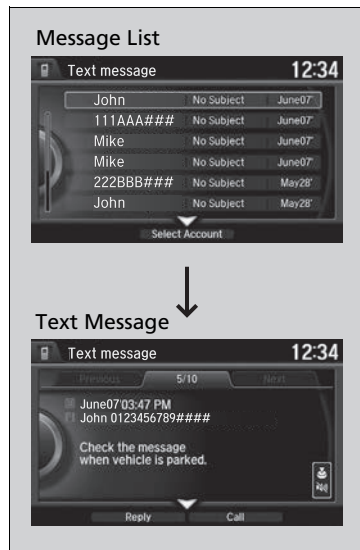 Message List
Text message 12:34
John No Subject June07'
111AAA### No Subject June07'
Mike No Subject June07'
Mike No Subject June07'
222BBB### No Subject May28'
John No Subject May28'
Select Account
Text Message
Text message 12:34
Previous 5/10 Next
June07'03:47 PM
John 0123456789####
Check the message
when vehicle is parked.
Reply Call